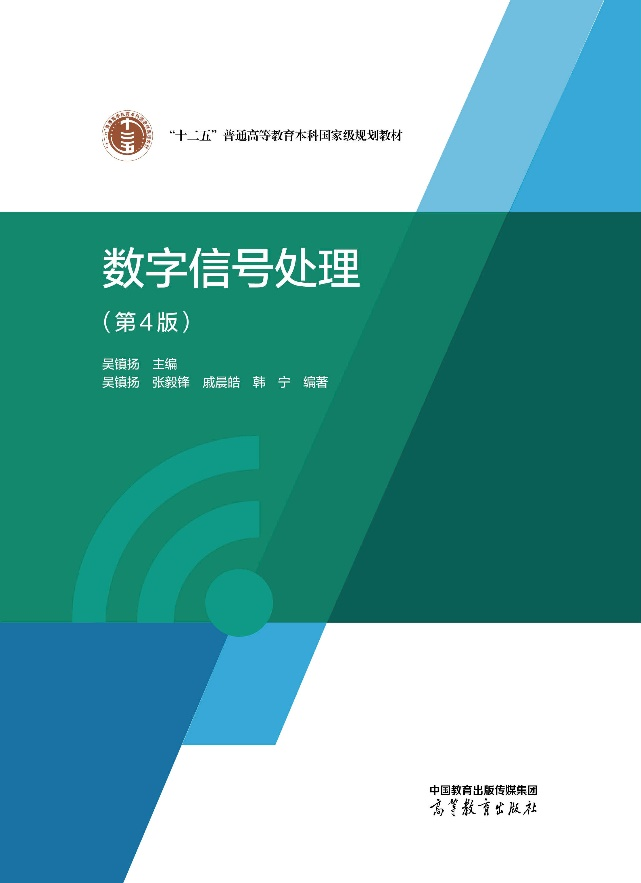 “十二五”普通高等教育本科国家级规划教材
十二五
数字信号处理
（第4版）
吴镇扬 主编
吴镇扬 张毅锋 戚晨皓 韩 宁 编著
中国教育出版传媒集团
高等教育出版社